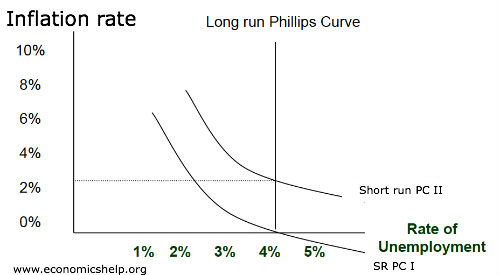 Inflation rate
Long run Phillips Curve
10%
8%
6%
4%
2%
0%
Short run PC II
1% 2% 3% 4% 5%
Rate of
Unemployment
SR PC I
www.economicshelp.org